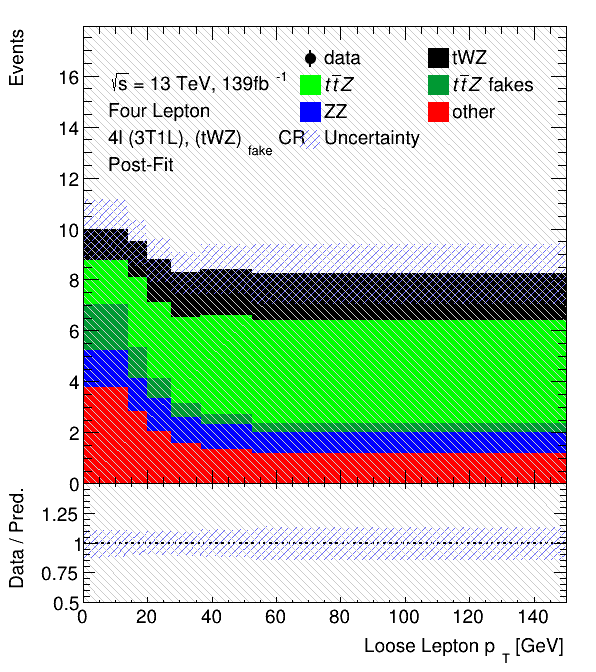 Events
data
tWZ
√s = 13 TeV, 139fb -1
tt̄Z
tt̄Z fakes
Four Lepton
ZZ
other
4l (3T1L), (tWZ) fake CR
Uncertainty
Post-Fit
16
14
12
10
8
6
4
2
0
Data / Pred.
1.25
1
0.75
0.5
0 20 40 60 80 100 120 140
Loose Lepton p T [GeV]